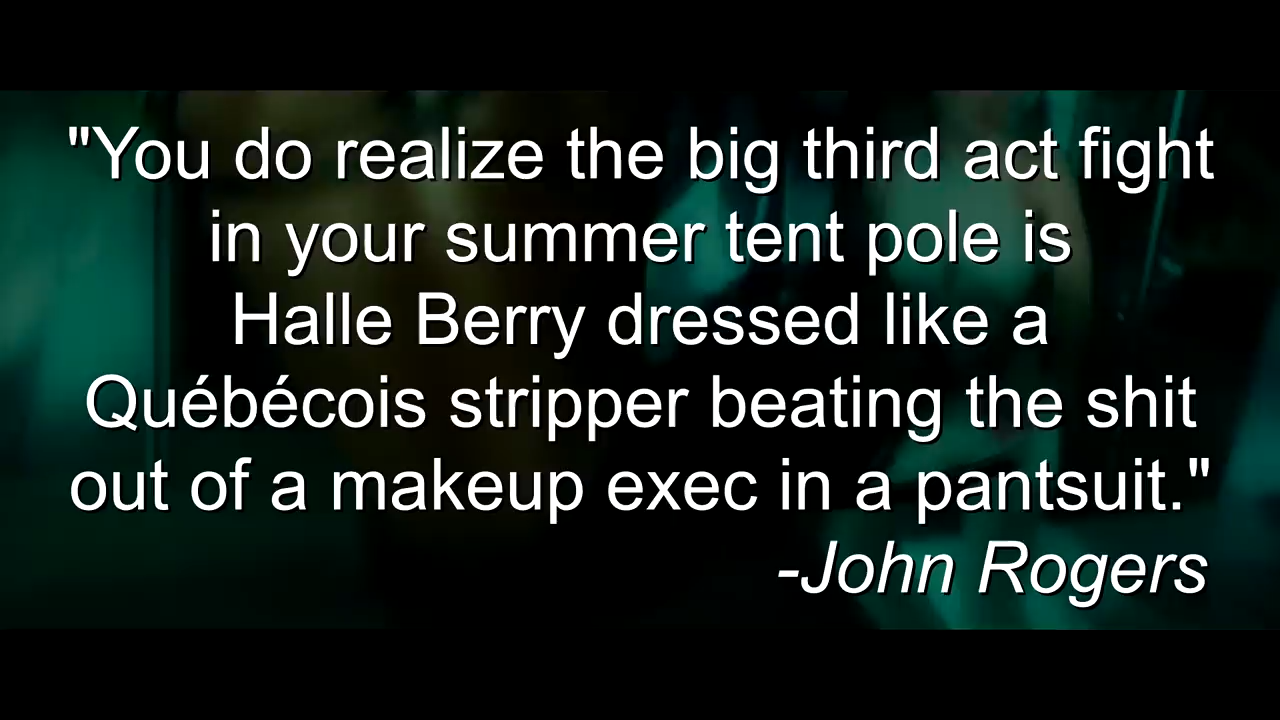 "You do realize the big third act fight
in your summer tent pole is
Halle Berry dressed like a
Québécois stripper beating the shit
out of a makeup exec in a pantsuit."
-John Rogers